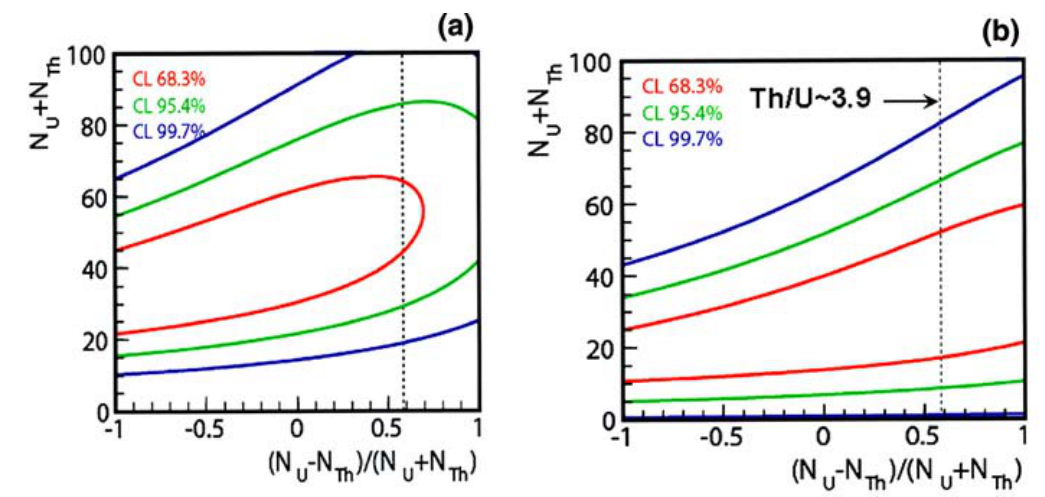 (a)
N_U+N_Th
100
80
60
40
20
0
CL 68.3%
CL 95.4%
CL 99.7%
-1 -0.5 0 0.5 1
(N_U-N_Th)/(N_U+N_Th)
(b)
N_U+N_Th
100
80
60
40
20
0
CL 68.3%
CL 95.4%
CL 99.7%
Th/U~3.9
-1 -0.5 0 0.5 1
(N_U-N_Th)/(N_U+N_Th)